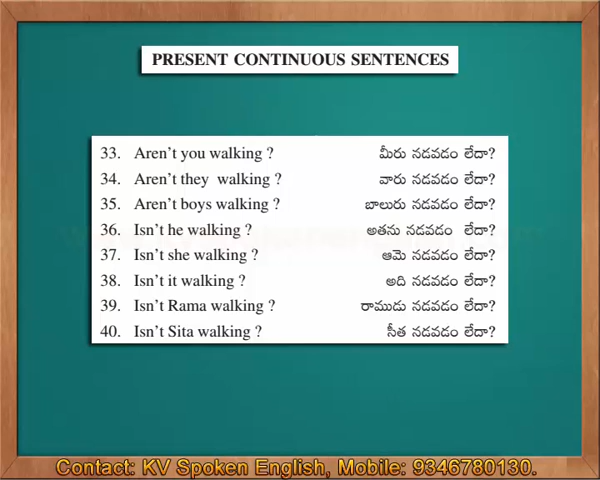 PRESENT CONTINUOUS SENTENCES
33. Aren't you walking ? మీరు నడవడం లేదా?
34. Aren't they walking ? వారు నడవడం లేదా?
35. Aren't boys walking ? బాలురు నడవడం లేదా?
36. Isn't he walking ? అతను నడవడం లేదా?
37. Isn't she walking ? ఆమె నడవడం లేదా?
38. Isn't it walking ? అది నడవడం లేదా?
39. Isn't Rama walking ? రాముడు నడవడం లేదా?
40. Isn't Sita walking ? సీత నడవడం లేదా?
Contact: KV Spoken English, Mobile: 9346780130.